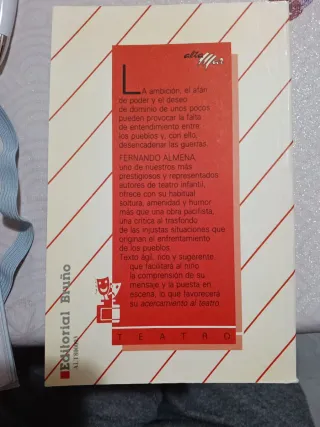 alta
Mar
LA ambición, el afán
de poder y el deseo
de dominio de unos pocos
pueden provocar la falta
de entendimiento entre
los pueblos y, con ello,
desencadenar las guerras.
FERNANDO ALMENA,
uno de nuestros más
prestigiosos y representados
autores de teatro infantil,
ofrece con su habitual
soltura, amenidad y humor
más que una obra pacifista,
una crítica al trasfondo
de las injustas situaciones que
originan el enfrentamiento
de los pueblos.
Texto ágil, rico y sugerente
que facilitará al niño
la comprensión de su
mensaje y la puesta en
escena, lo que favorecerá
su acercamiento al teatro.
TEATRO
Editorial Bruño